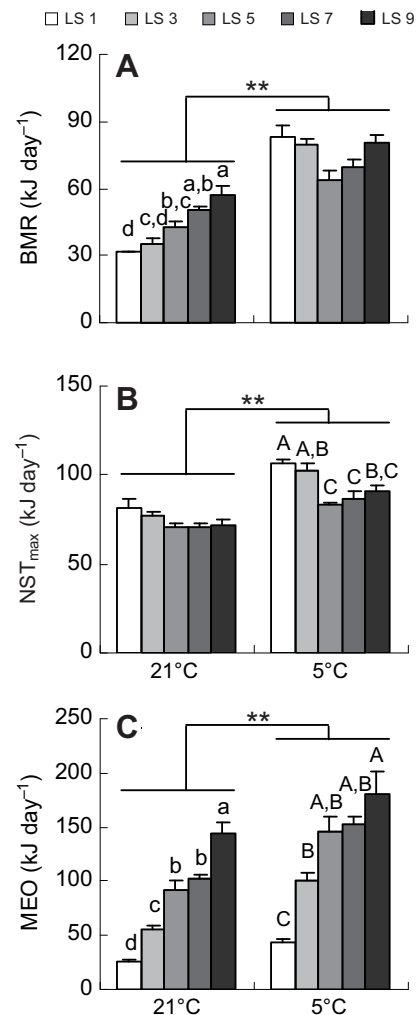 LS 1 LS 3 LS 5 LS 7 LS 9
A
120
90
60
30
0
BMR (kJ day–1)
**
d c,d b,c a,b a
B
150
100
50
0
NSTmax (kJ day–1)
**
A A,B C C B,C
21°C 5°C
C
250
200
150
100
50
0
MEO (kJ day–1)
**
d c b b a
C B A,B A,B A
21°C 5°C